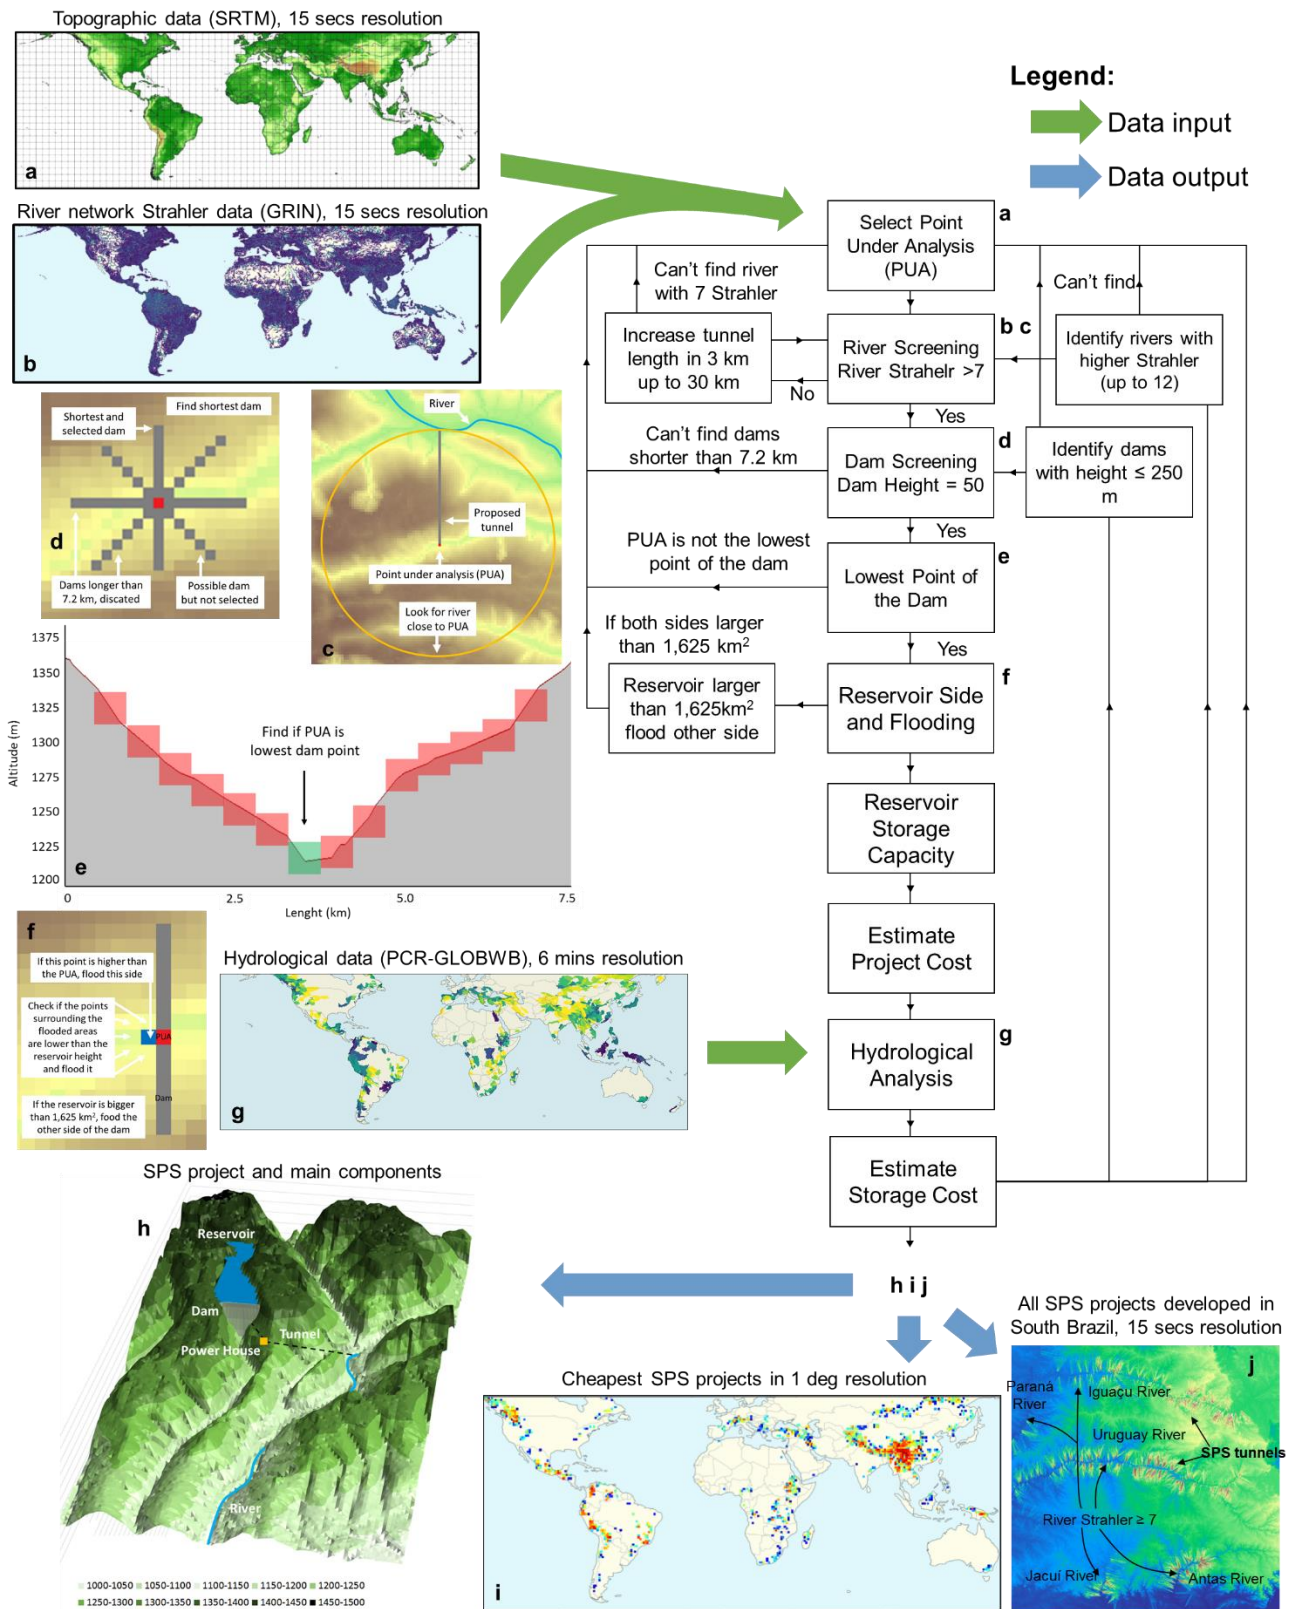 Topographic data (SRTM), 15 secs resolution
a
River network Strahler data (GRIN), 15 secs resolution
b
Legend:
Data input
Data output
Select Point
Under Analysis
(PUA)
a
Can't find river
with 7 Strahler
Can't find
Increase tunnel
length in 3 km
up to 30 km
River Screening
River Strahelr >7
b c
Identify rivers with
higher Strahler
(up to 12)
No
Yes
Can't find dams
shorter than 7.2 km
Dam Screening
Dam Height = 50
d
Identify dams
with height ≤ 250
m
Yes
PUA is not the lowest
point of the dam
Lowest Point of
the Dam
e
If both sides larger
than 1,625 km²
Yes
Reservoir larger
than 1,625km²
flood other side
Reservoir Side
and Flooding
f
Reservoir
Storage
Capacity
Estimate
Project Cost
Hydrological
Analysis
g
Estimate
Storage Cost
h i j
Shortest and
selected dam
Find shortest dam
d
Dams longer than
7.2 km, discated
Possible dam
but not selected
River
Proposed
tunnel
Point under analysis (PUA)
Look for river
close to PUA
c
1375
1350
1325
1300
1275
1250
1225
1200
Altitude (m)
Find if PUA is
lowest dam point
e
0
2.5
5.0
7.5
Lenght (km)
f
If this point is higher than
the PUA, flood this side
Check if the points
surrounding the
flooded areas
are lower than the
reservoir height
and flood it
PUA
Dam
If the reservoir is bigger
than 1,625 km², food the
other side of the dam
Hydrological data (PCR-GLOBWB), 6 mins resolution
g
SPS project and main components
h
Reservoir
Dam
Tunnel
Power House
River
1000-1050 1050-1100 1100-1150 1150-1200 1200-1250
1250-1300 1300-1350 1350-1400 1400-1450 1450-1500
Cheapest SPS projects in 1 deg resolution
i
All SPS projects developed in
South Brazil, 15 secs resolution
j
Paraná
River
Iguaçu River
Uruguay River
SPS tunnels
River Strahler ≥ 7
Jacuí River
Antas River